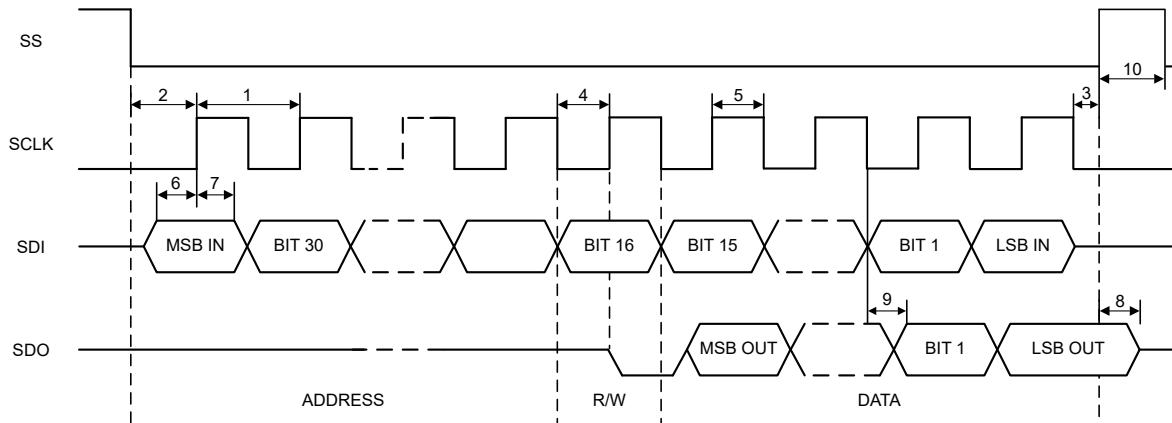 SS
10
2
1
4
5
3
SCLK
6
7
SDI
MSB IN
BIT 30
BIT 16
BIT 15
BIT 1
LSB IN
9
8
SDO
MSB OUT
BIT 1
LSB OUT
ADDRESS
R/W
DATA